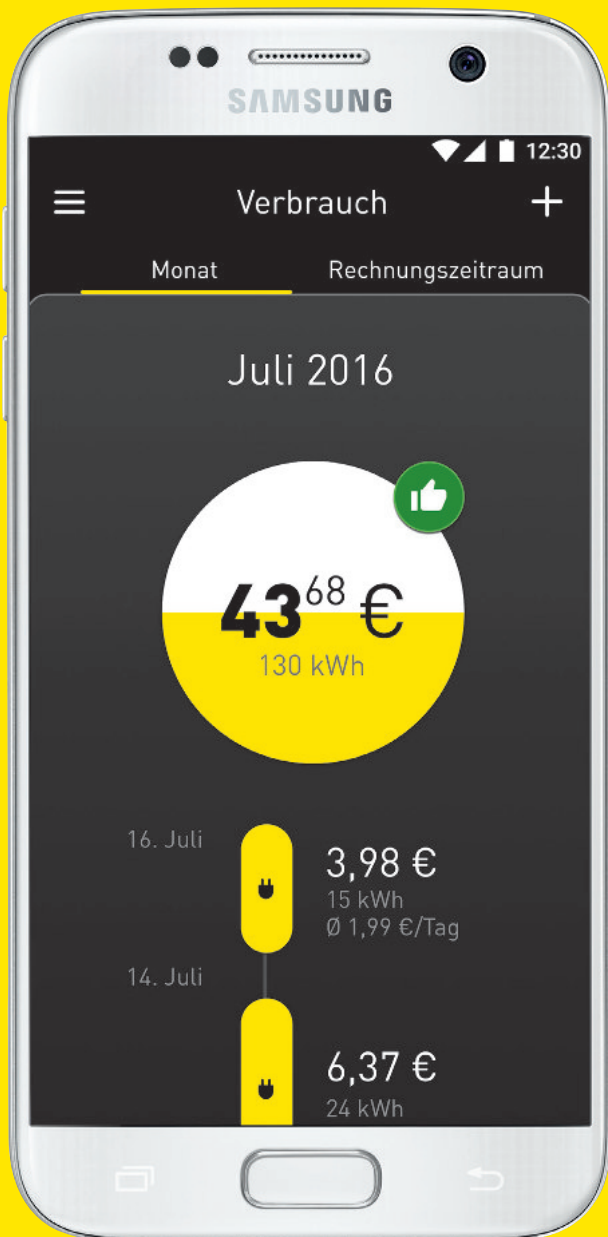 SAMSUNG
12:30
Verbrauch
Monat Rechnungszeitraum
Juli 2016
43⁶⁸ €
130 kWh
16. Juli
3,98 €
15 kWh
Ø 1,99 €/Tag
14. Juli
6,37 €
24 kWh